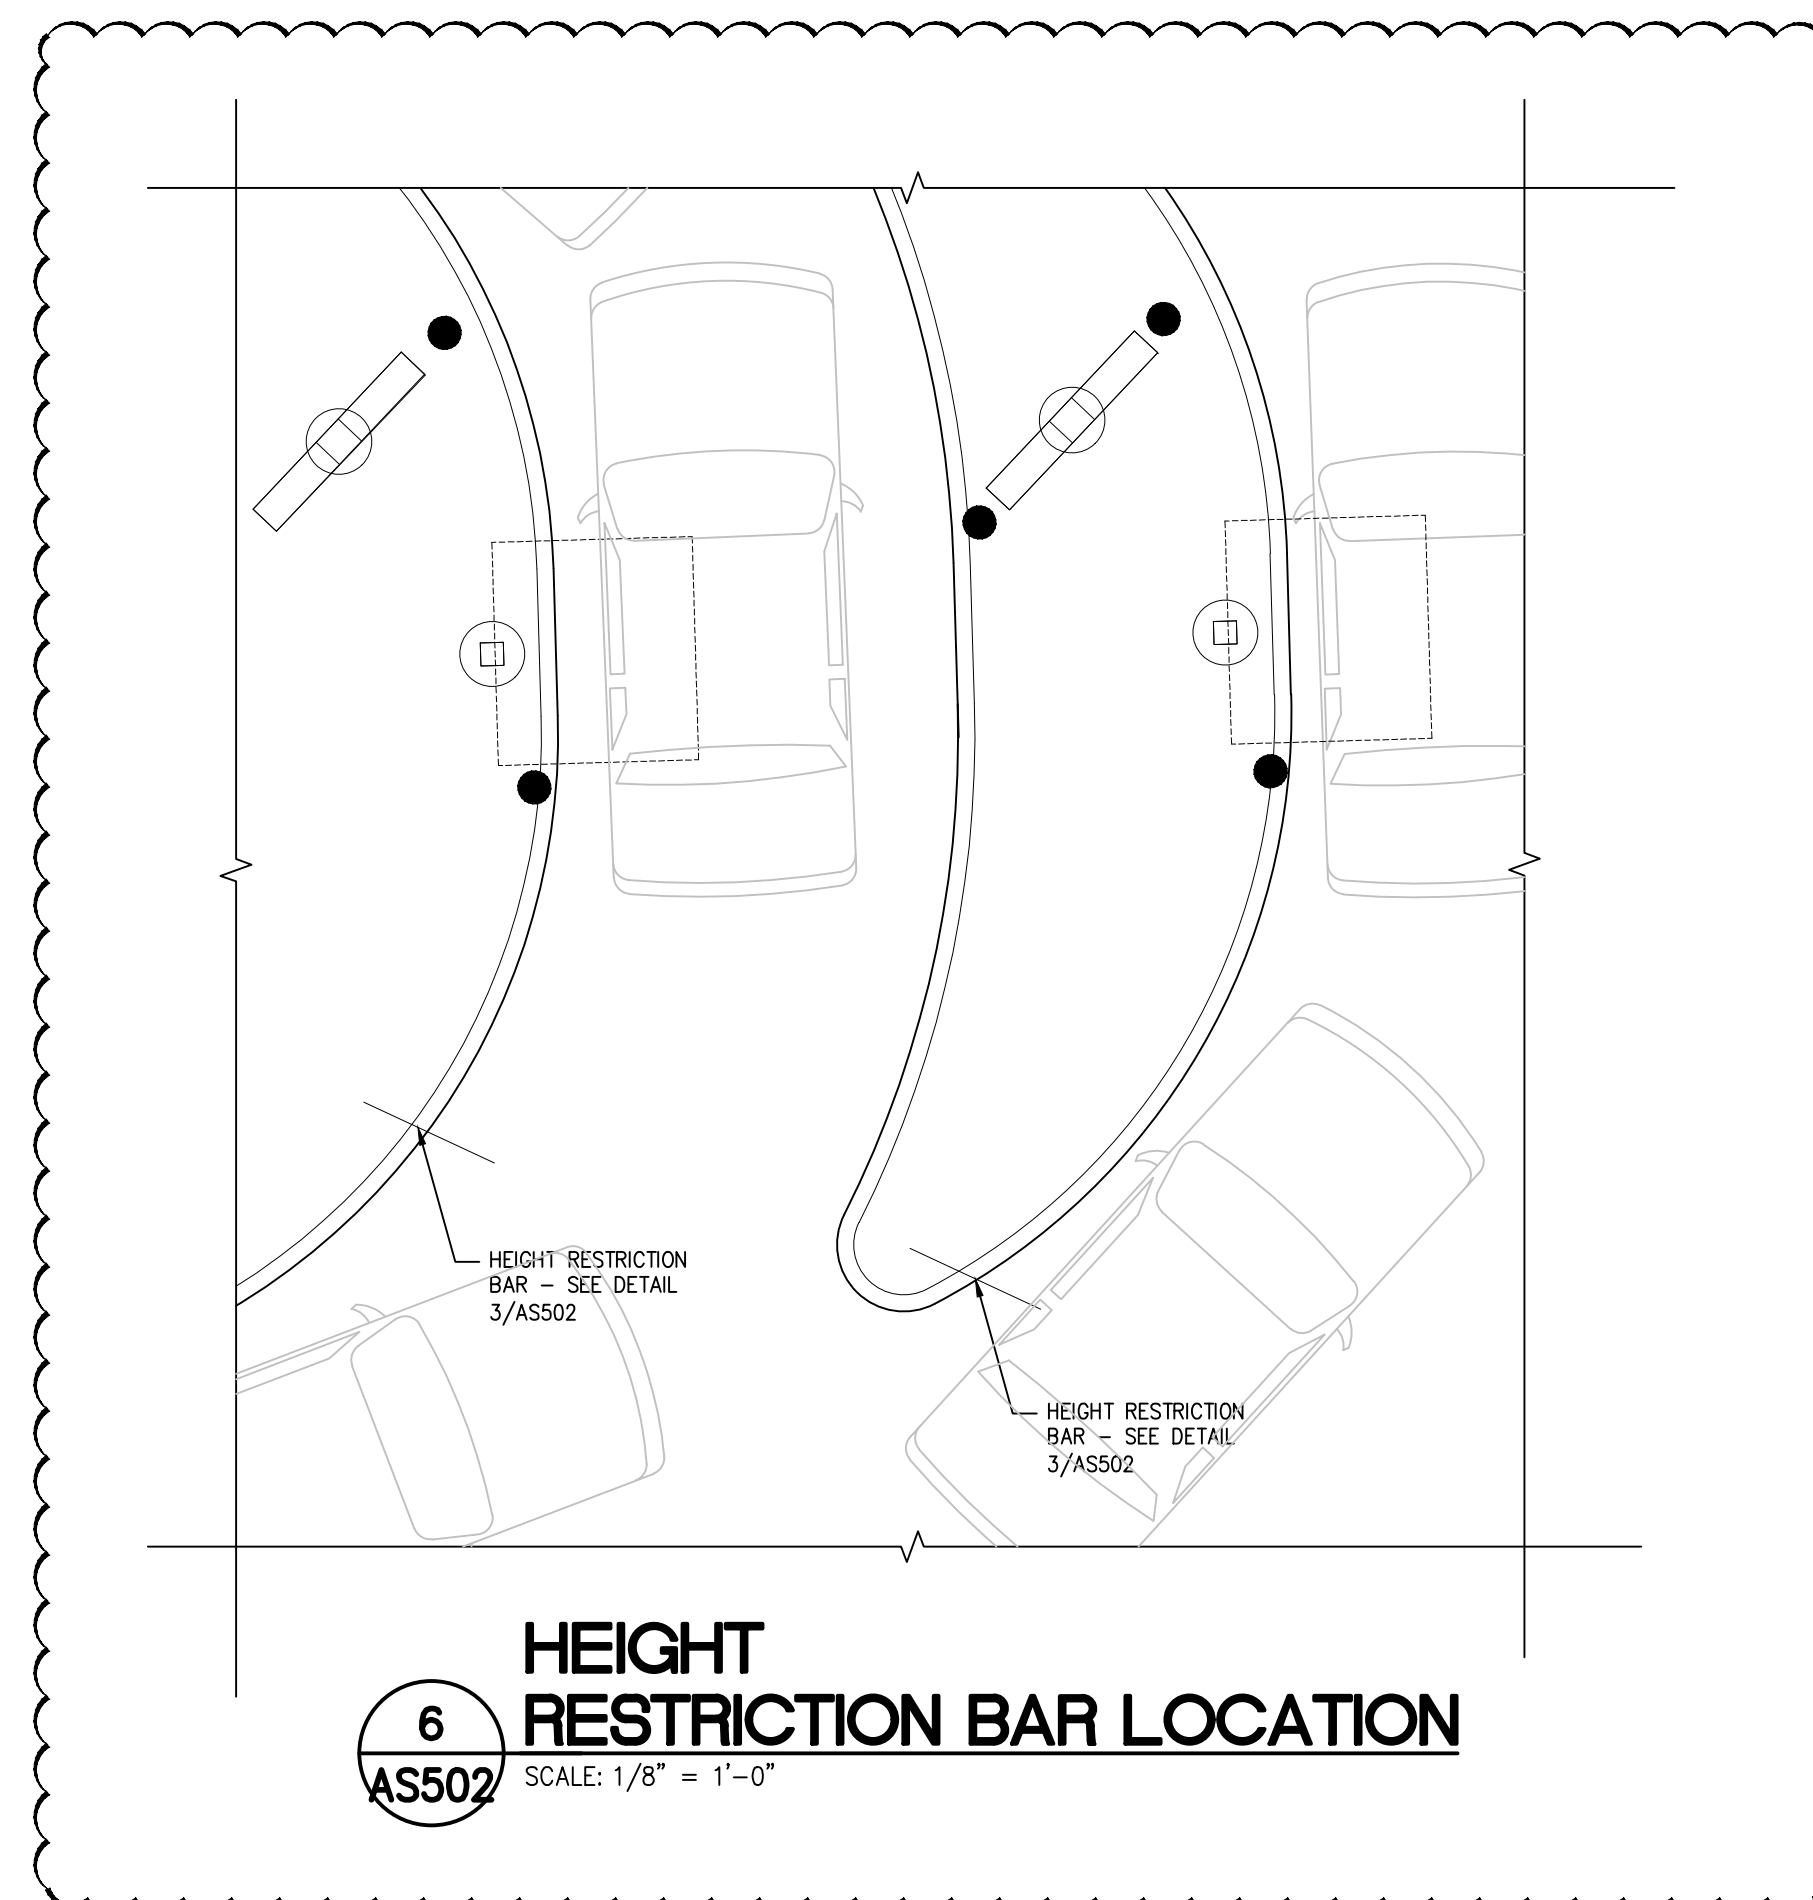 HEIGHT RESTRICTION
BAR – SEE DETAIL
3/AS502
HEIGHT RESTRICTION
BAR – SEE DETAIL
3/AS502
HEIGHT
RESTRICTION BAR LOCATION
6
AS502
SCALE: 1/8" = 1'-0"